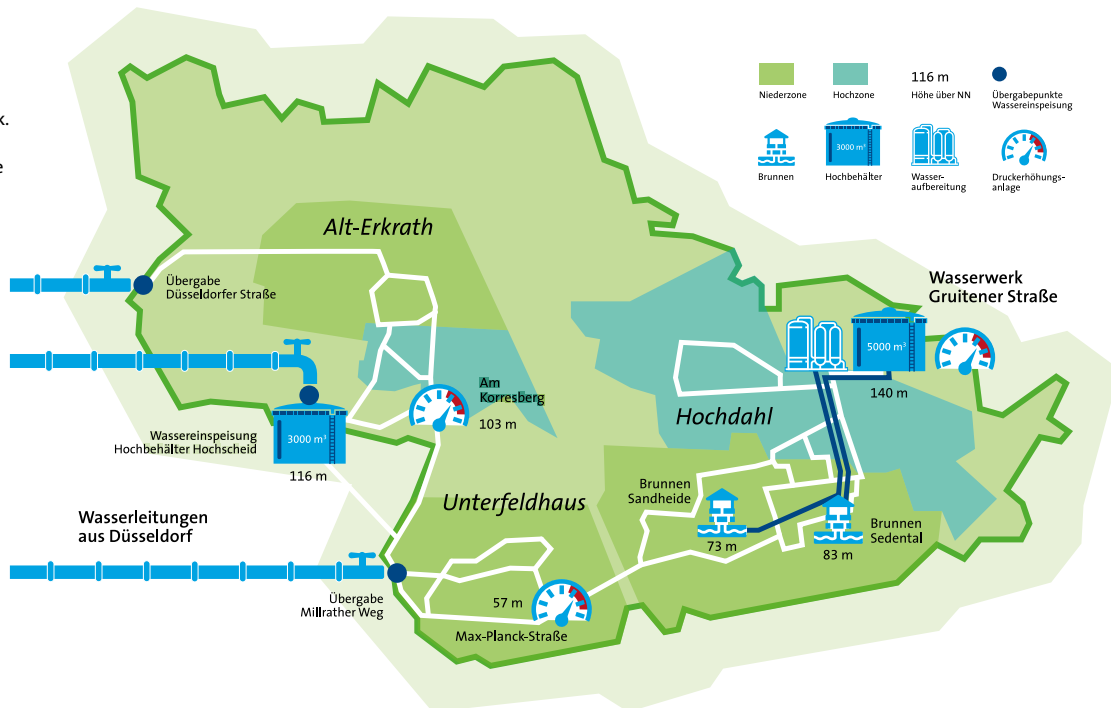 k.
e
Niederzone
Hochzone
116 m
Höhe über NN
Übergabepunkte
Wassereinspeisung
Brunnen
3000 m³
Hochbehälter
Wasser-
aufbereitung
Druckerhöhungs-
anlage
Alt-Erkrath
Übergabe
Düsseldorfer Straße
Wasserwerk
Gruitener Straße
5000 m³
140 m
Am
Korresberg
103 m
Hochdahl
Wassereinspeisung
Hochbehälter Hochscheid
3000 m³
116 m
Unterfeldhaus
Brunnen
Sandheide
73 m
Brunnen
Sedental
83 m
Wasserleitungen
aus Düsseldorf
Übergabe
Millrather Weg
57 m
Max-Planck-Straße